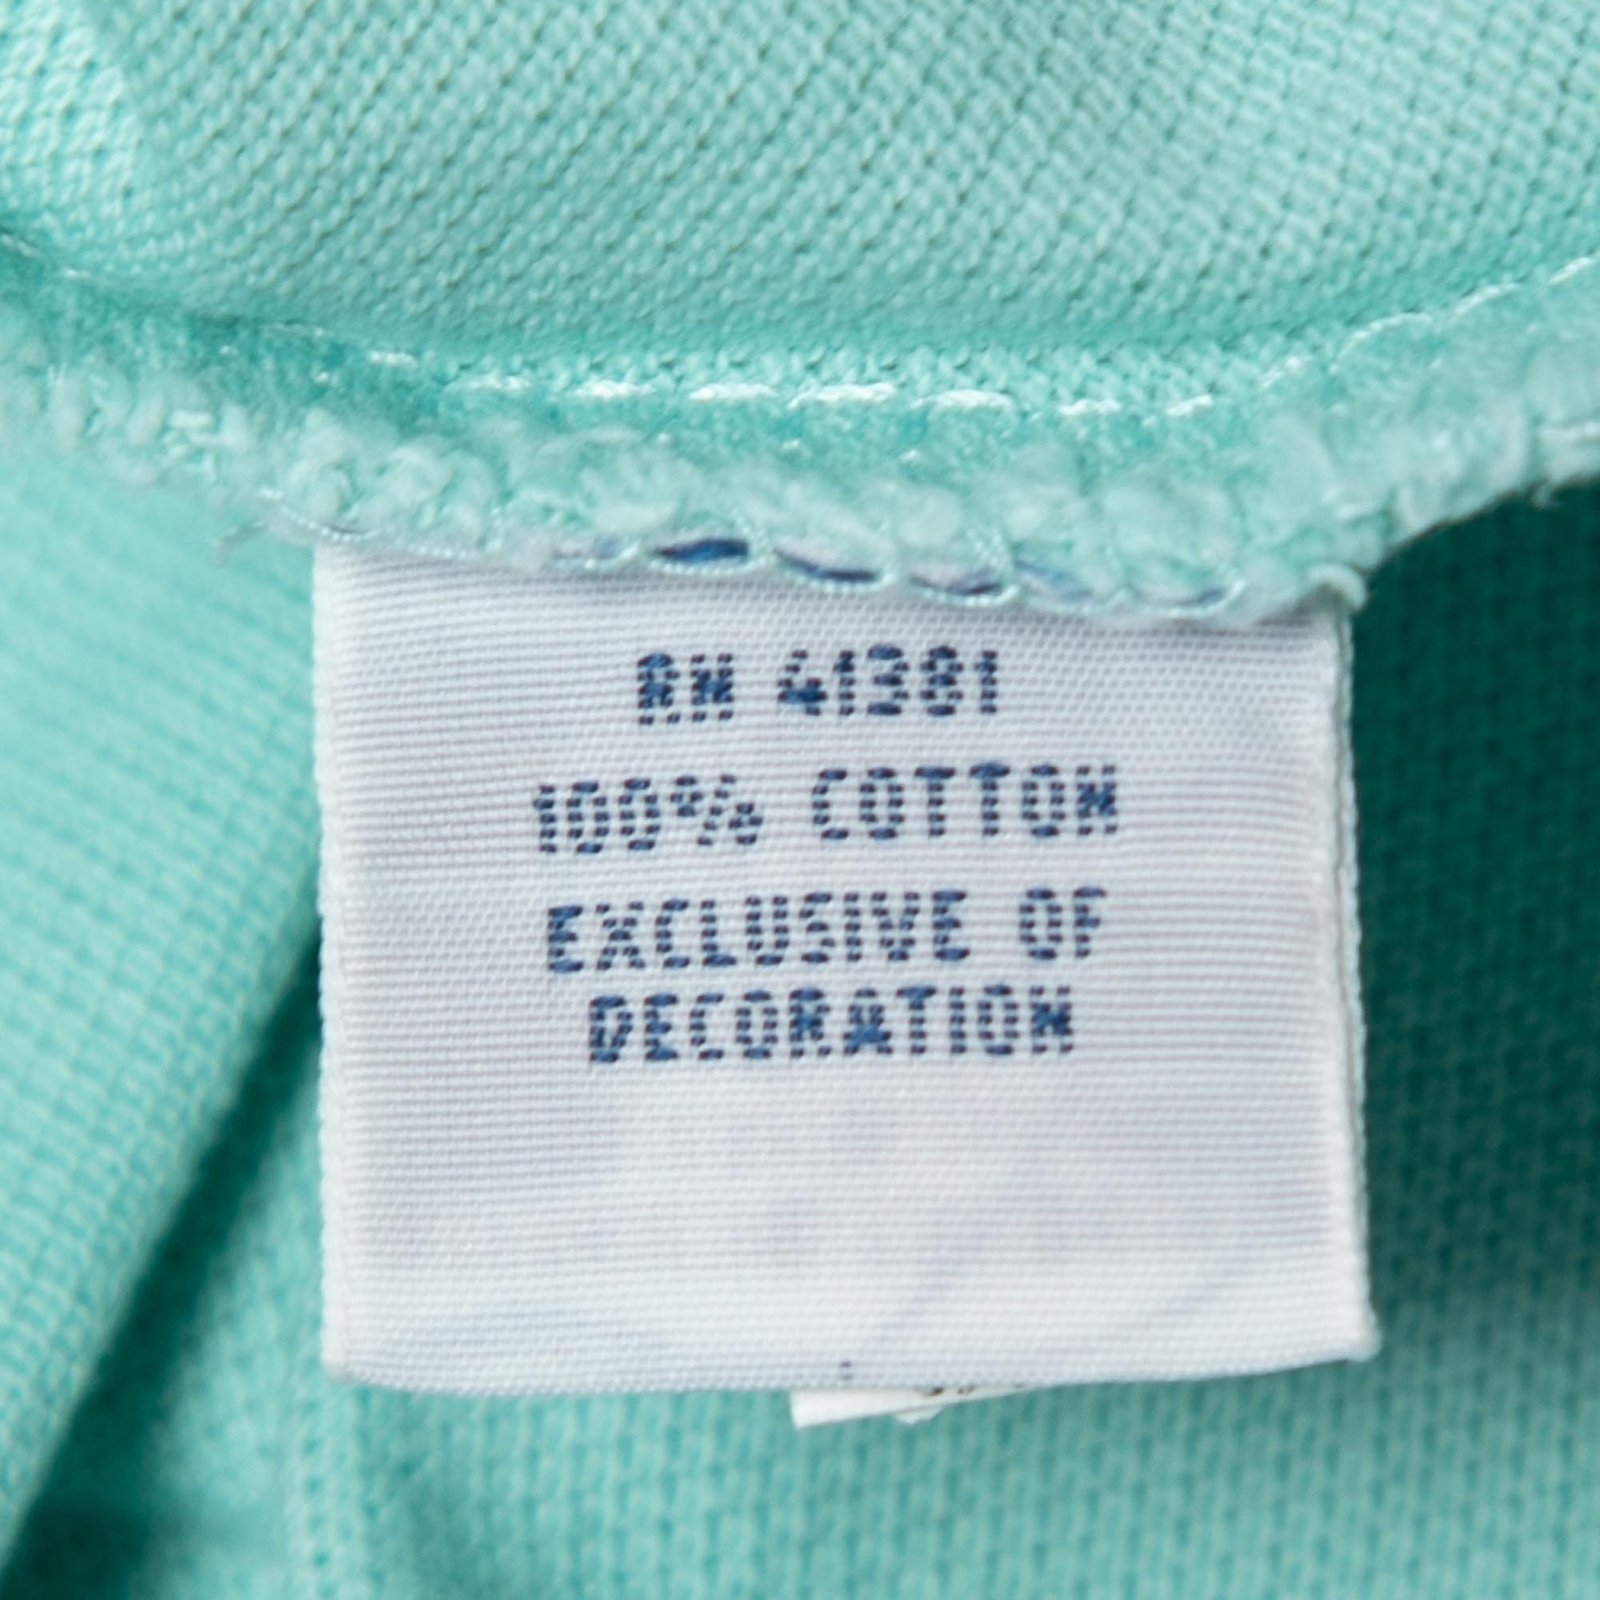 RN 41381
100% COTTON
EXCLUSIVE OF
DECORATION